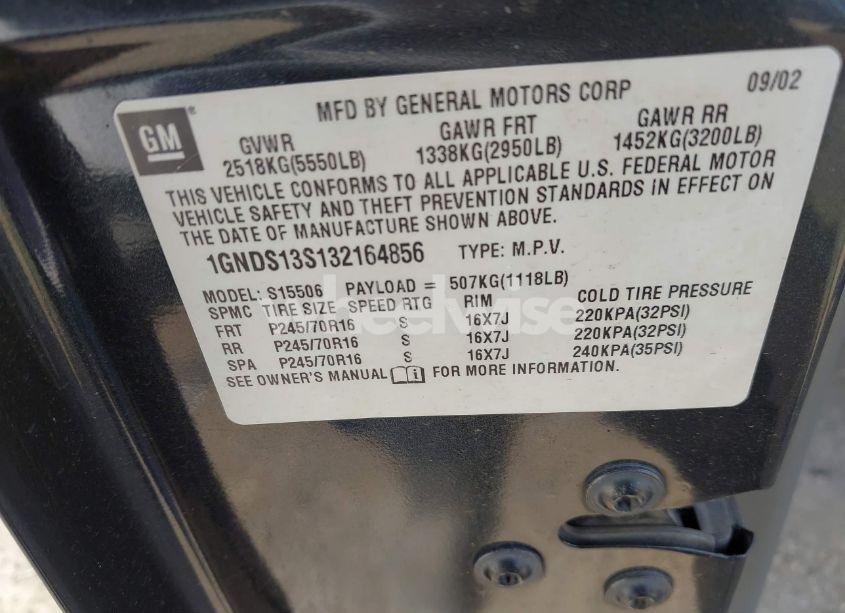 GM
MFD BY GENERAL MOTORS CORP 09/02
GVWR GAWR FRT GAWR RR
2518KG(5550LB) 1338KG(2950LB) 1452KG(3200LB)
THIS VEHICLE CONFORMS TO ALL APPLICABLE U.S. FEDERAL MOTOR
VEHICLE SAFETY AND THEFT PREVENTION STANDARDS IN EFFECT ON
THE DATE OF MANUFACTURE SHOWN ABOVE.
1GNDS13S132164856 TYPE: M.P.V.
MODEL: S15506 PAYLOAD = 507KG(1118LB)
SPMC TIRE SIZE SPEED RTG RIM COLD TIRE PRESSURE
FRT P245/70R16 S 16X7J 220KPA(32PSI)
RR P245/70R16 S 16X7J 220KPA(32PSI)
SPA P245/70R16 S 16X7J 240KPA(35PSI)
SEE OWNER'S MANUAL i FOR MORE INFORMATION.